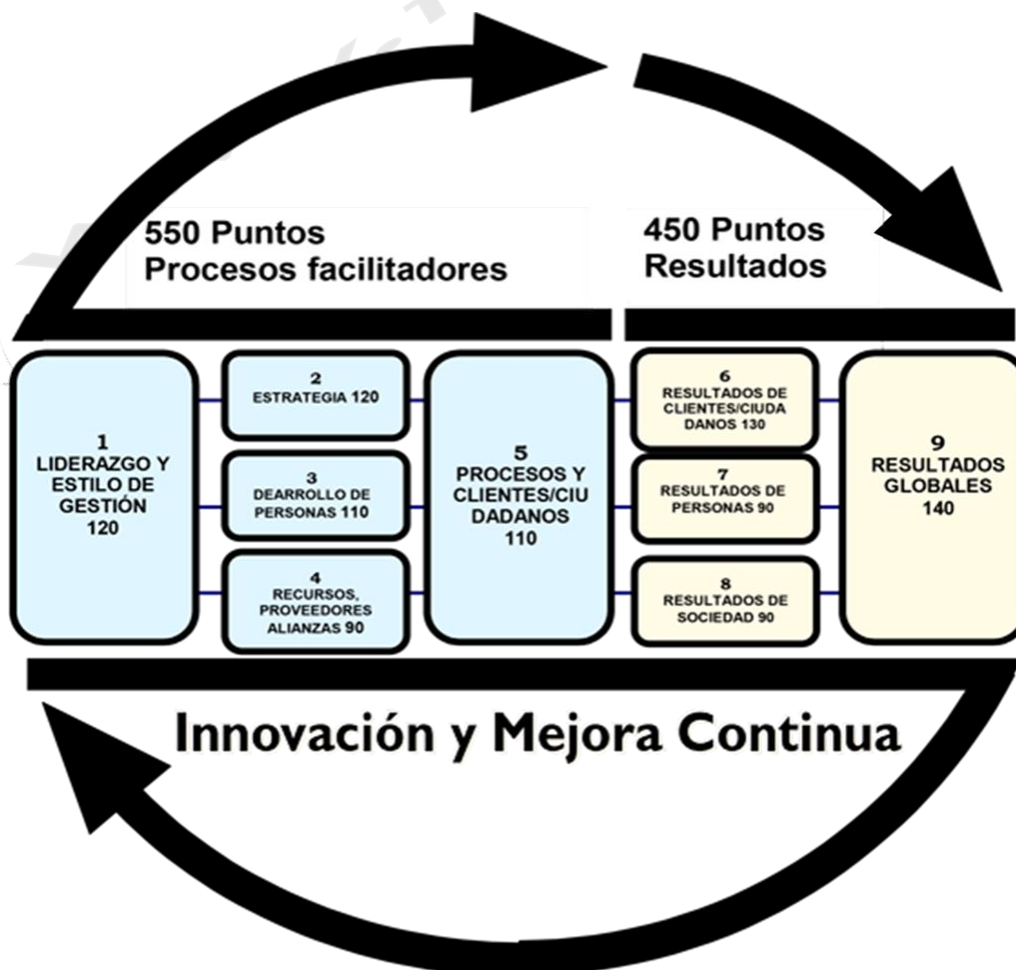 550 Puntos
Procesos facilitadores
450 Puntos
Resultados
1
LIDERAZGO Y
ESTILO DE
GESTIÓN
120
2
ESTRATEGIA 120
3
DEARROLLO DE
PERSONAS 110
4
RECURSOS,
PROVEEDORES
ALIANZAS 90
5
PROCESOS Y
CLIENTES/CIU
DADANOS
110
6
RESULTADOS DE
CLIENTES/CIUDA
DANOS 130
7
RESULTADOS DE
PERSONAS 90
8
RESULTADOS DE
SOCIEDAD 90
9
RESULTADOS
GLOBALES
140
Innovación y Mejora Continua